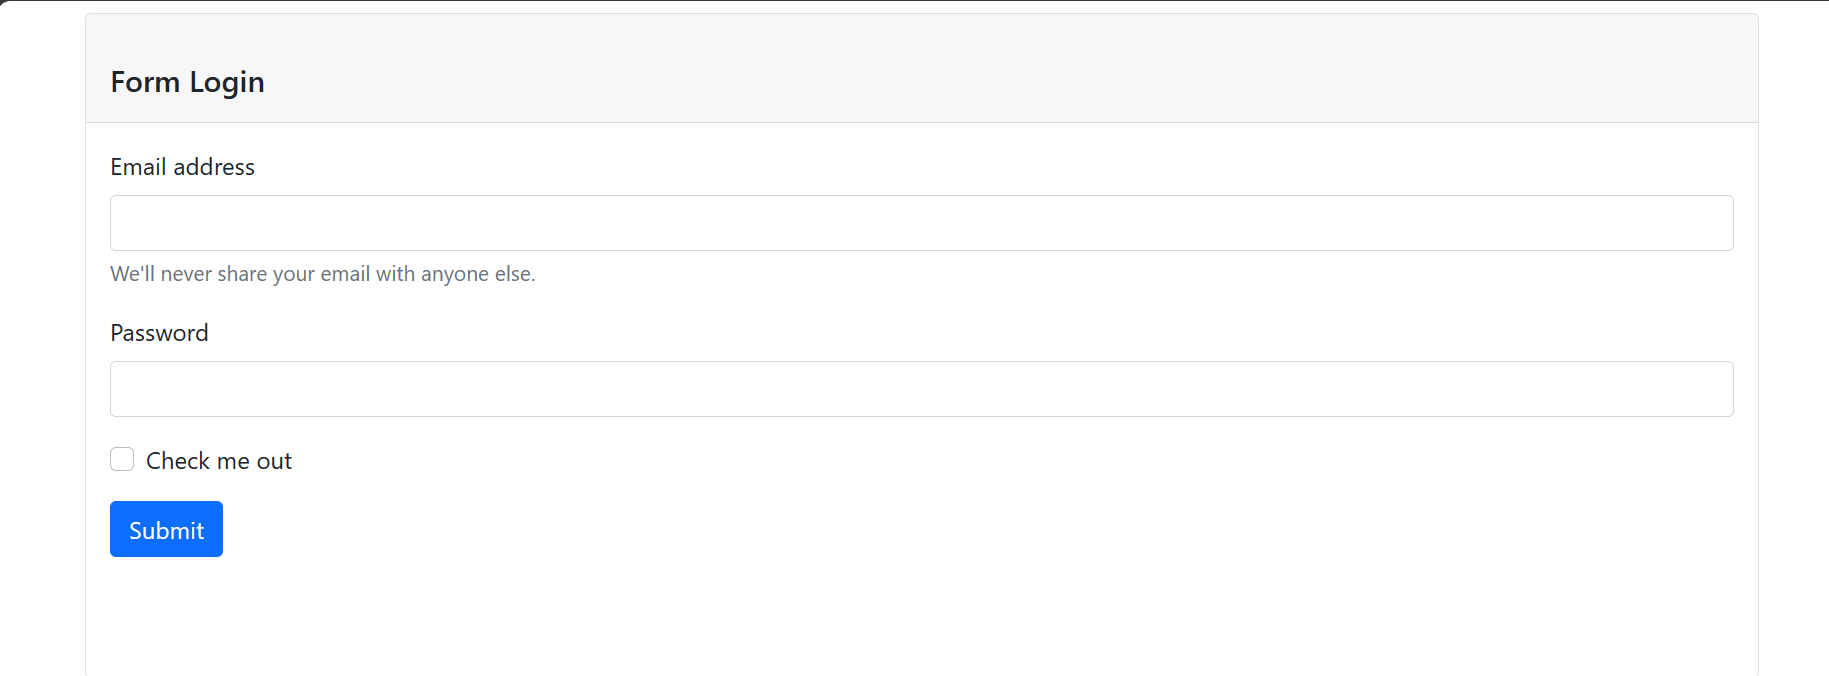 Form Login
Email address
We'll never share your email with anyone else.
Password
Check me out
Submit